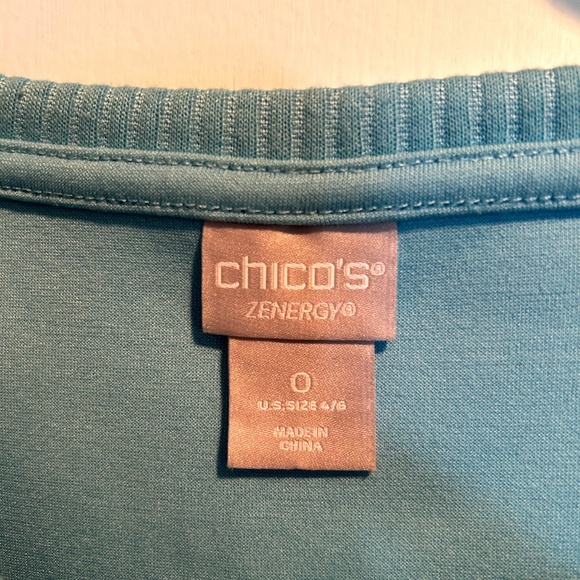 chico's®
ZENERGY®
0
U.S. SIZE 4/6
MADE IN
CHINA